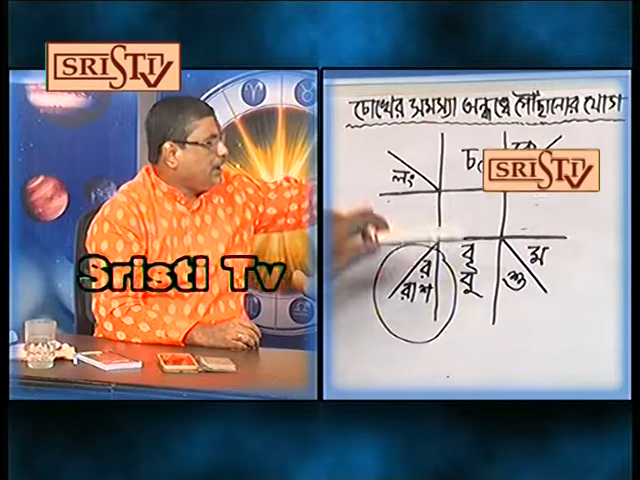 SRISTI TV
চোখের সমস্যা অন্ধত্বে পৌঁছানোর যোগ
SRISTI TV
লং
Sristi Tv
র
বৃ
ম
রা শ
বু
শু